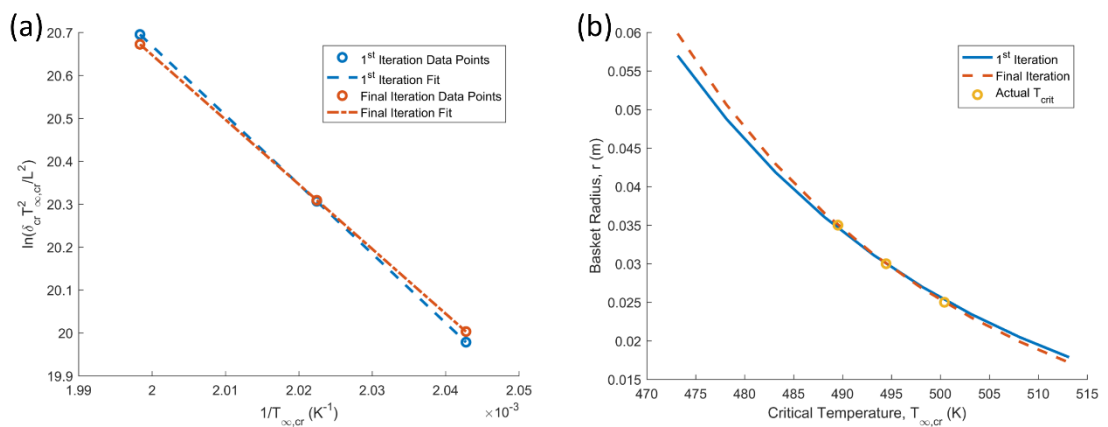 (a)
20.7
20.6
20.5
20.4
20.3
20.2
20.1
20
19.9
ln(δcr T²∞,cr/L²)
1st Iteration Data Points
1st Iteration Fit
Final Iteration Data Points
Final Iteration Fit
1.99 2 2.01 2.02 2.03 2.04 2.05
1/T∞,cr (K⁻¹) ×10⁻³
(b)
0.06
0.055
0.05
0.045
0.04
0.035
0.03
0.025
0.02
0.015
Basket Radius, r (m)
1st Iteration
Final Iteration
Actual Tcrit
470 475 480 485 490 495 500 505 510 515
Critical Temperature, T∞,cr (K)